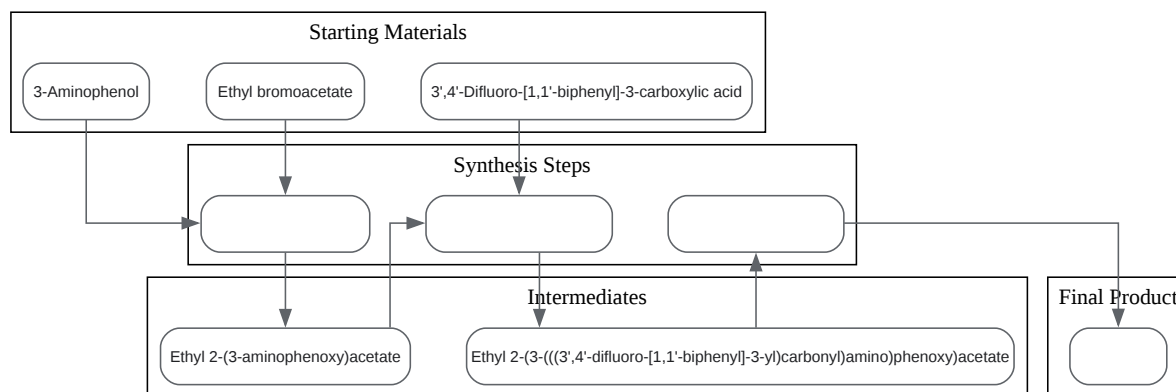 Starting Materials
3-Aminophenol
Ethyl bromoacetate
3',4'-Difluoro-[1,1'-biphenyl]-3-carboxylic acid
Synthesis Steps
Intermediates
Final Product
Ethyl 2-(3-aminophenoxy)acetate
Ethyl 2-(3-(((3',4'-difluoro-[1,1'-biphenyl]-3-yl)carbonyl)amino)phenoxy)acetate